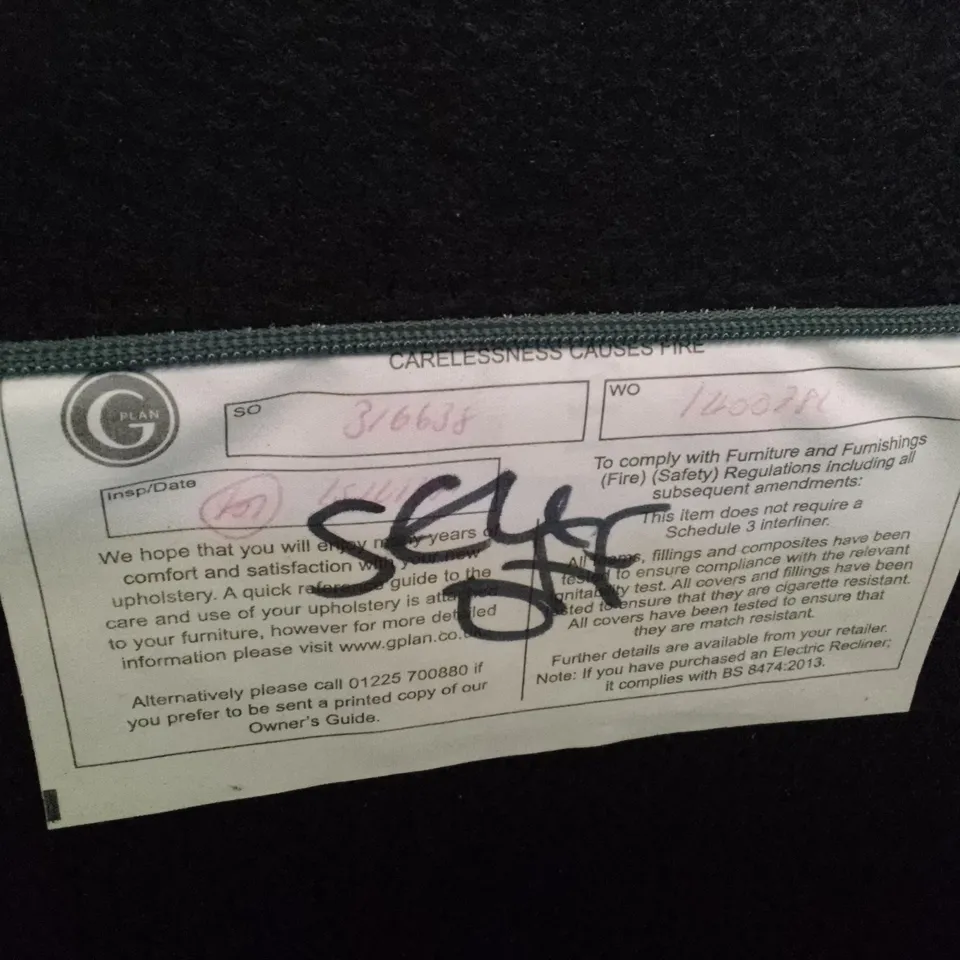 CARELESSNESS CAUSES FIRE
G PLAN
SO 316638
WO
Insp/Date
We hope that you will enjoy many years of
comfort and satisfaction with your new
upholstery. A quick reference guide to the
care and use of your upholstery is attached
to your furniture, however for more detailed
information please visit www.gplan.co.uk
Alternatively please call 01225 700880 if
you prefer to be sent a printed copy of our
Owner's Guide.
To comply with Furniture and Furnishings
(Fire) (Safety) Regulations including all
subsequent amendments:
This item does not require a
Schedule 3 interliner.
All items, fillings and composites have been
tested to ensure compliance with the relevant
ignitability test. All covers and fillings have been
tested to ensure that they are cigarette resistant.
All covers have been tested to ensure that
they are match resistant.
Further details are available from your retailer.
Note: If you have purchased an Electric Recliner;
it complies with BS 8474:2013.
Sell
OFF